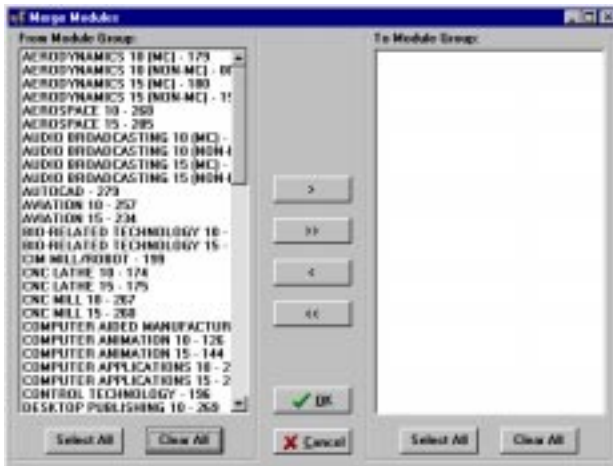 Merge Modules
From Module Group:
To Module Group:
AERODYNAMICS 10 (MC) - 179
AERODYNAMICS 10 (NON-MC) -
AERODYNAMICS 15 (MC) - 180
AERODYNAMICS 15 (NON-MC) - 15
AEROSPACE 10 - 260
AEROSPACE 15 - 285
AUDIO BROADCASTING 10 (MC) -
AUDIO BROADCASTING 10 (NON-
AUDIO BROADCASTING 15 (MC) -
AUDIO BROADCASTING 15 (NON-
AUTOCAD - 279
AVIATION 10 - 257
AVIATION 15 - 234
BIO-RELATED TECHNOLOGY 10 -
BIO-RELATED TECHNOLOGY 15 -
CIM MILL/ROBOT - 199
CNC LATHE 10 - 174
CNC LATHE 15 - 175
CNC MILL 10 - 267
CNC MILL 15 - 268
COMPUTER AIDED MANUFACTUR
COMPUTER ANIMATION 10 - 126
COMPUTER ANIMATION 15 - 144
COMPUTER APPLICATIONS 10 - 2
COMPUTER APPLICATIONS 15 - 2
CONTROL TECHNOLOGY - 196
DESKTOP PUBLISHING 10 - 269
>
>>
<
<<
OK
Cancel
Select All
Clear All
Select All
Clear All